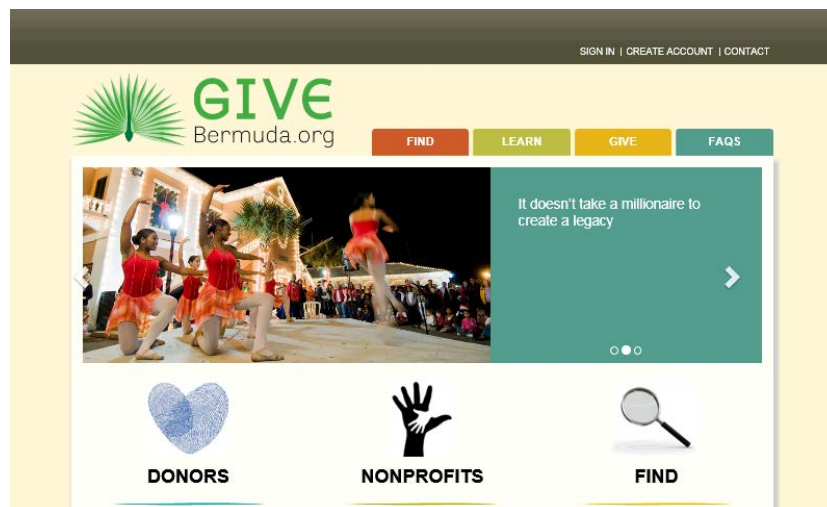 SIGN IN | CREATE ACCOUNT | CONTACT
GIVE
Bermuda.org
FIND LEARN GIVE FAQS
It doesn't take a millionaire to
create a legacy
DONORS NONPROFITS FIND